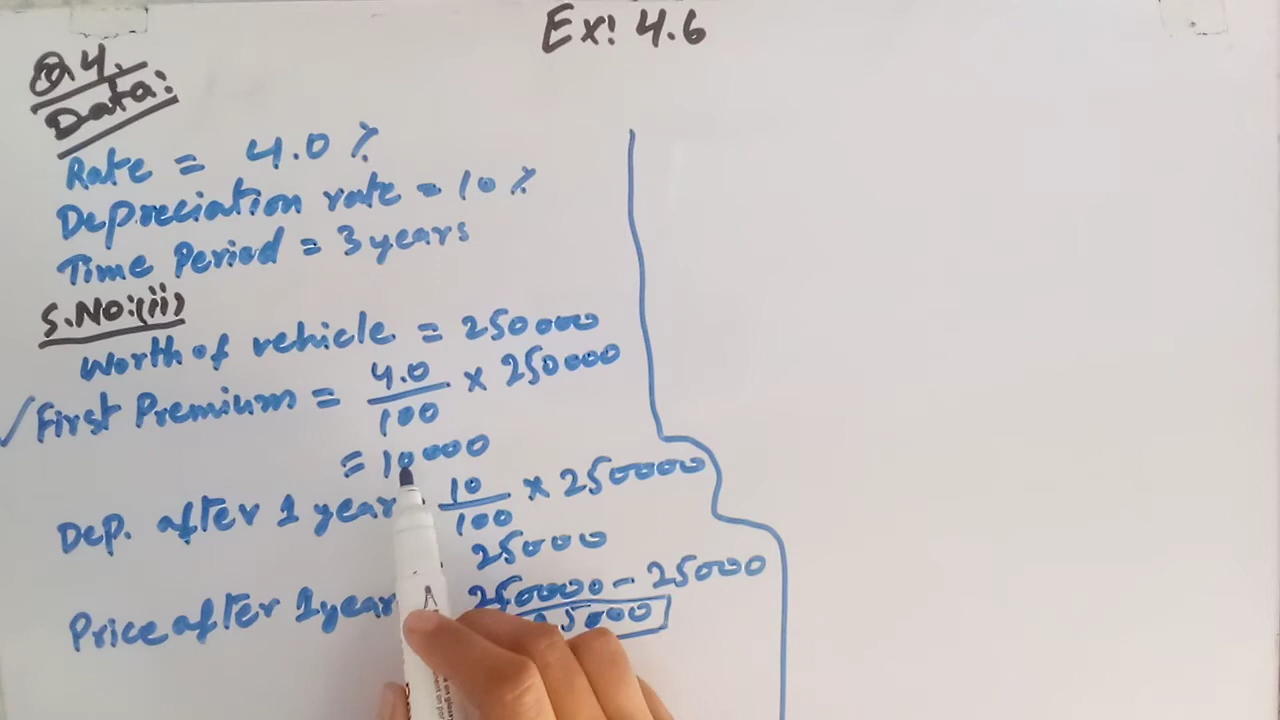 Ex! 4.6
Q4.
Data:
Rate = 4.0 %
Depreciation rate = 10 %
Time Period = 3 years
S.No:(ii)
Worth of vehicle = 250000
✓ First Premium = 4.0/100 × 250000
= 10000
Dep. after 1 year 10/100 × 250000
25000
Price after 1 year 250000 - 25000
5000